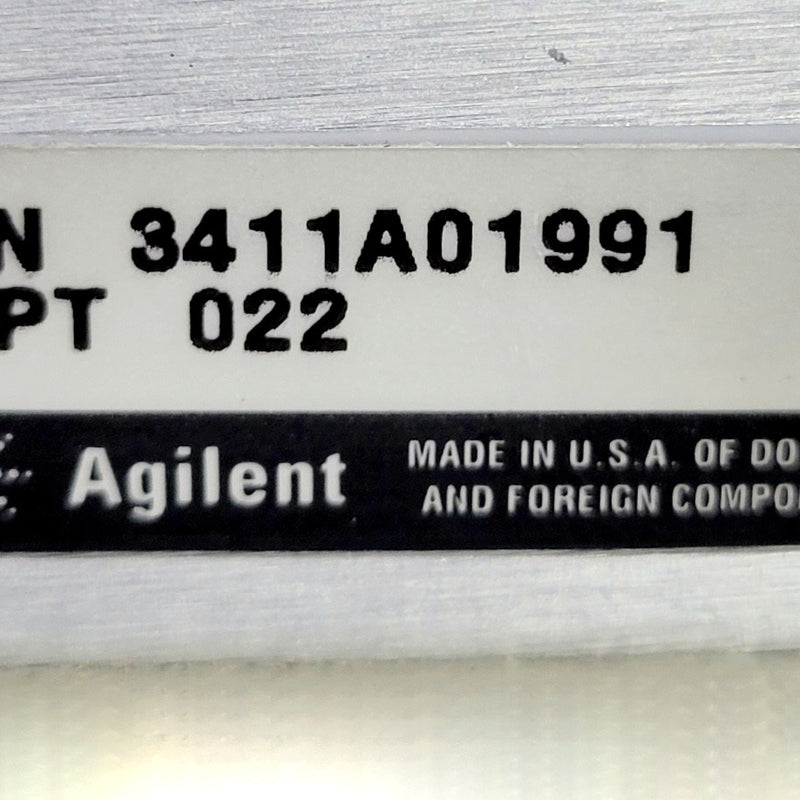 N 3411A01991
PT 022
Agilent
MADE IN U.S.A. OF DO
AND FOREIGN COMPO